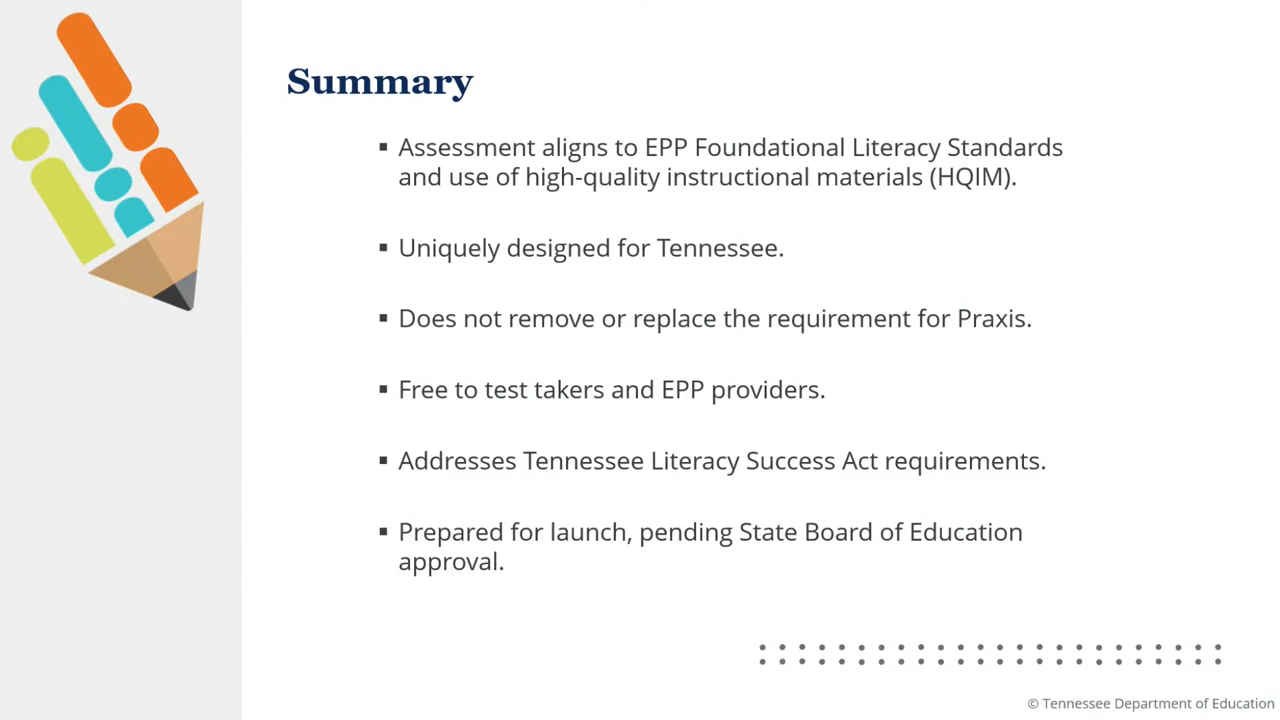 Summary
▪ Assessment aligns to EPP Foundational Literacy Standards
and use of high-quality instructional materials (HQIM).
▪ Uniquely designed for Tennessee.
▪ Does not remove or replace the requirement for Praxis.
▪ Free to test takers and EPP providers.
▪ Addresses Tennessee Literacy Success Act requirements.
▪ Prepared for launch, pending State Board of Education
approval.
© Tennessee Department of Education